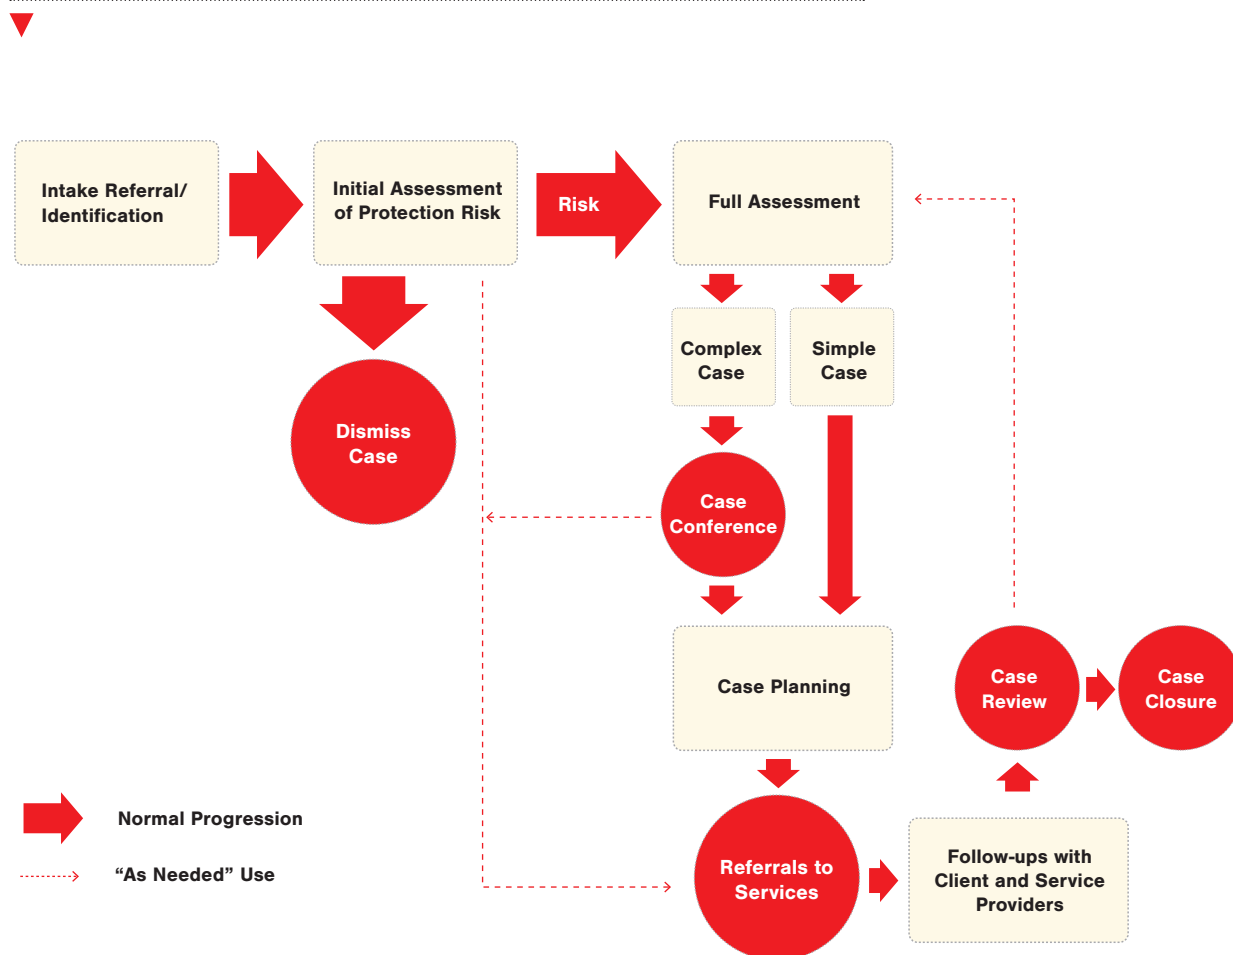 Intake Referral/
Identification
Initial Assessment
of Protection Risk
Risk
Full Assessment
Complex
Case
Simple
Case
Dismiss
Case
Case
Conference
Case Planning
Case
Review
Case
Closure
Normal Progression
“As Needed” Use
Referrals to
Services
Follow-ups with
Client and Service
Providers